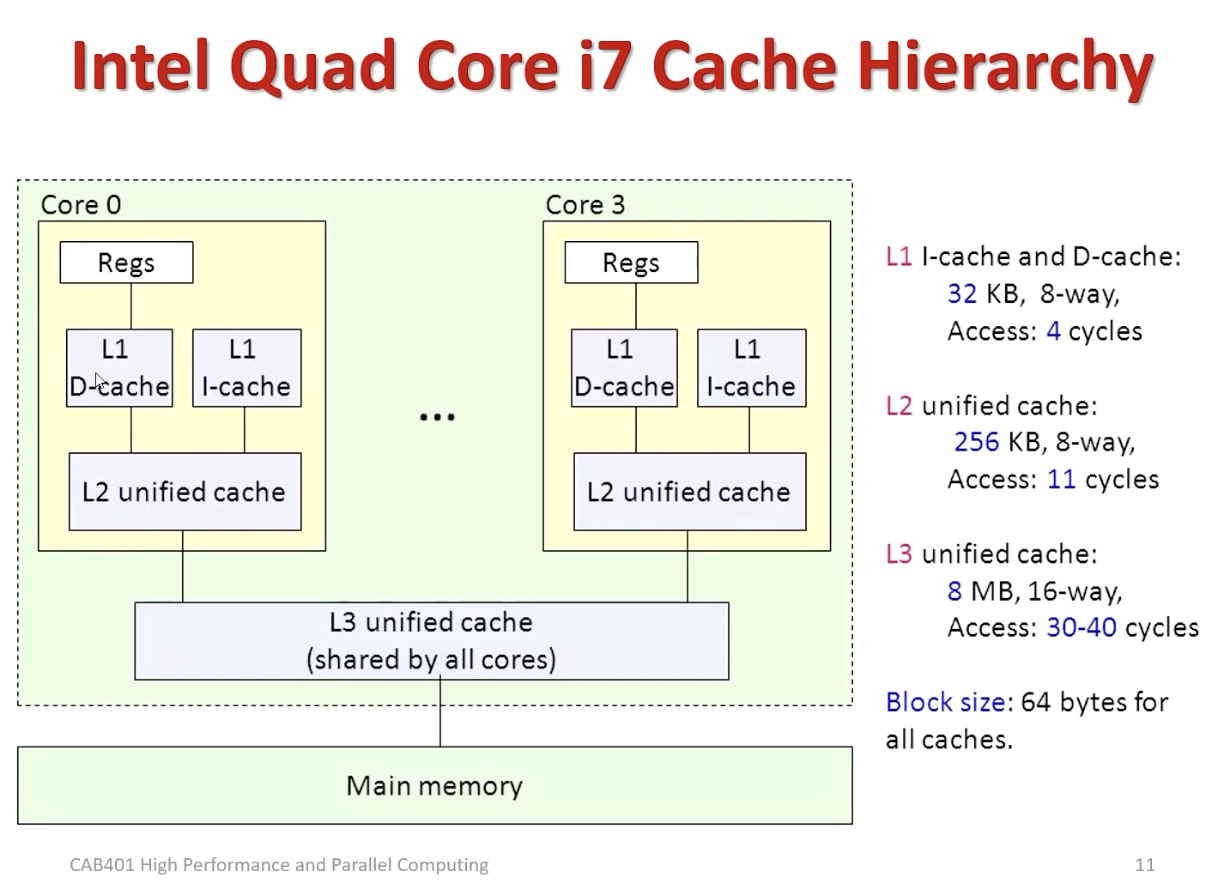 Intel Quad Core i7 Cache Hierarchy
Core 0
Regs
L1
D-cache
L1
I-cache
L2 unified cache
...
Core 3
Regs
L1
D-cache
L1
I-cache
L2 unified cache
L3 unified cache
(shared by all cores)
Main memory
L1 I-cache and D-cache:
32 KB, 8-way,
Access: 4 cycles
L2 unified cache:
256 KB, 8-way,
Access: 11 cycles
L3 unified cache:
8 MB, 16-way,
Access: 30-40 cycles
Block size: 64 bytes for
all caches.
CAB401 High Performance and Parallel Computing
11